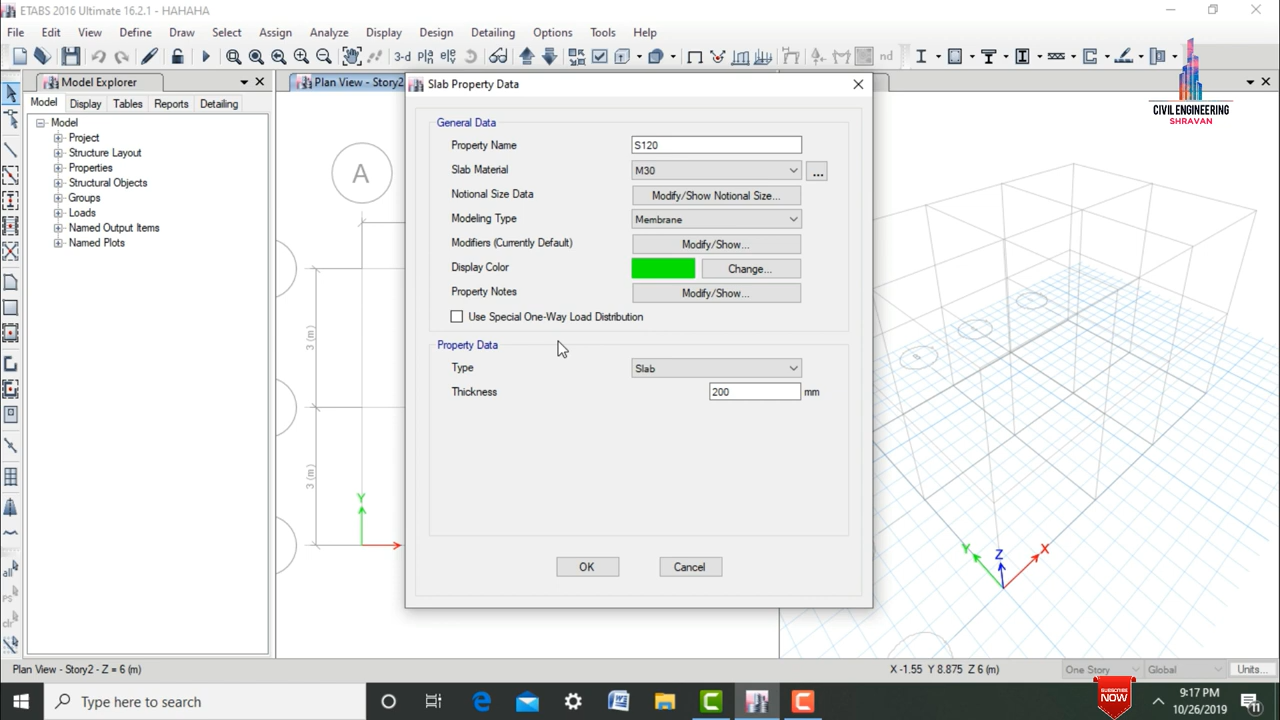 ETABS 2016 Ultimate 16.2.1 - HAHAHA
File Edit View Define Draw Select Assign Analyze Display Design Detailing Options Tools Help
3-d
nd
CIVIL ENGINEERING
SHRAVAN
Model Explorer
Model Display Tables Reports Detailing
Model
Project
Structure Layout
Properties
Structural Objects
Groups
Loads
Named Output Items
Named Plots
all
clr
Plan View - Story2
A
3 (m)
3 (m)
Y
Slab Property Data
General Data
Property Name S120
Slab Material M30 ...
Notional Size Data Modify/Show Notional Size...
Modeling Type Membrane
Modifiers (Currently Default) Modify/Show...
Display Color Change...
Property Notes Modify/Show...
Use Special One-Way Load Distribution
Property Data
Type Slab
Thickness 200 mm
OK Cancel
Y Z X
Plan View - Story2 - Z = 6 (m)
X -1.55 Y 8.875 Z 6 (m)
One Story Global Units...
Type here to search
SUBSCRIBE
NOW
9:17 PM
10/26/2019